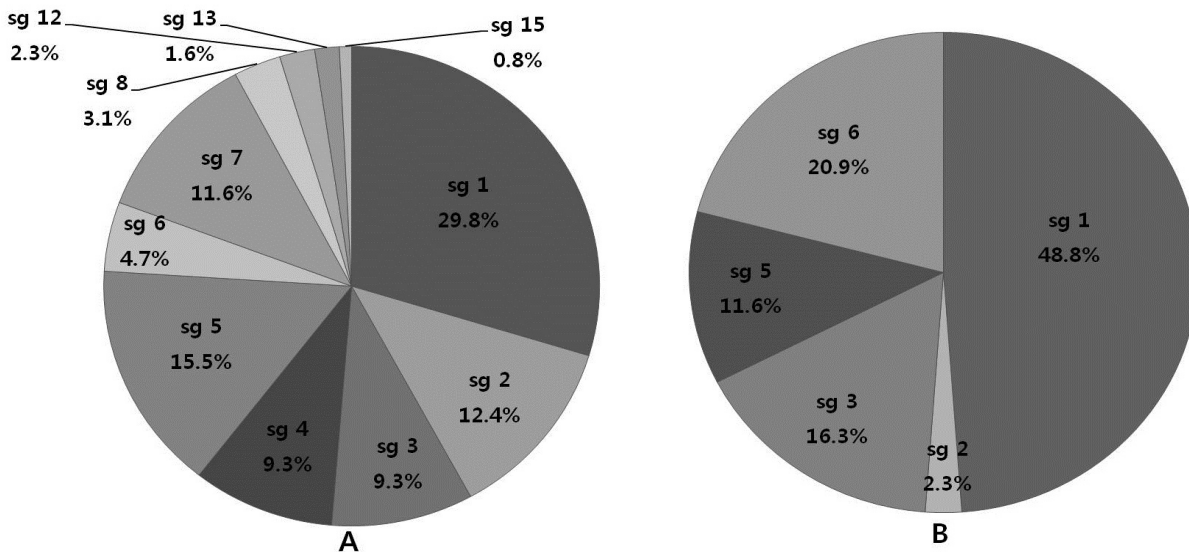 sg 12
2.3%
sg 13
1.6%
sg 15
0.8%
sg 8
3.1%
sg 7
11.6%
sg 1
29.8%
sg 6
4.7%
sg 5
15.5%
sg 2
12.4%
sg 4
9.3%
sg 3
9.3%
A
sg 6
20.9%
sg 1
48.8%
sg 5
11.6%
sg 3
16.3%
sg 2
2.3%
B